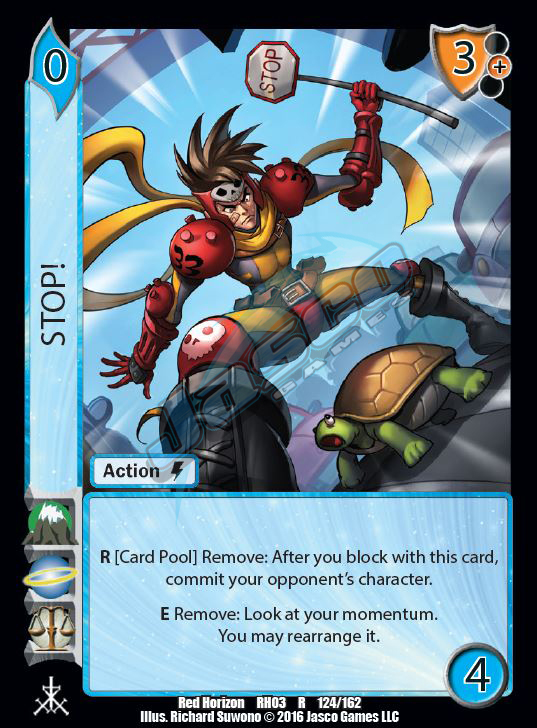 0
3
+
STOP
STOP!
JASCO
GAMES
Action
R [Card Pool] Remove: After you block with this card,
commit your opponent's character.
E Remove: Look at your momentum.
You may rearrange it.
4
Red Horizon RH03 R 124/162
Illus. Richard Suwono © 2016 Jasco Games LLC